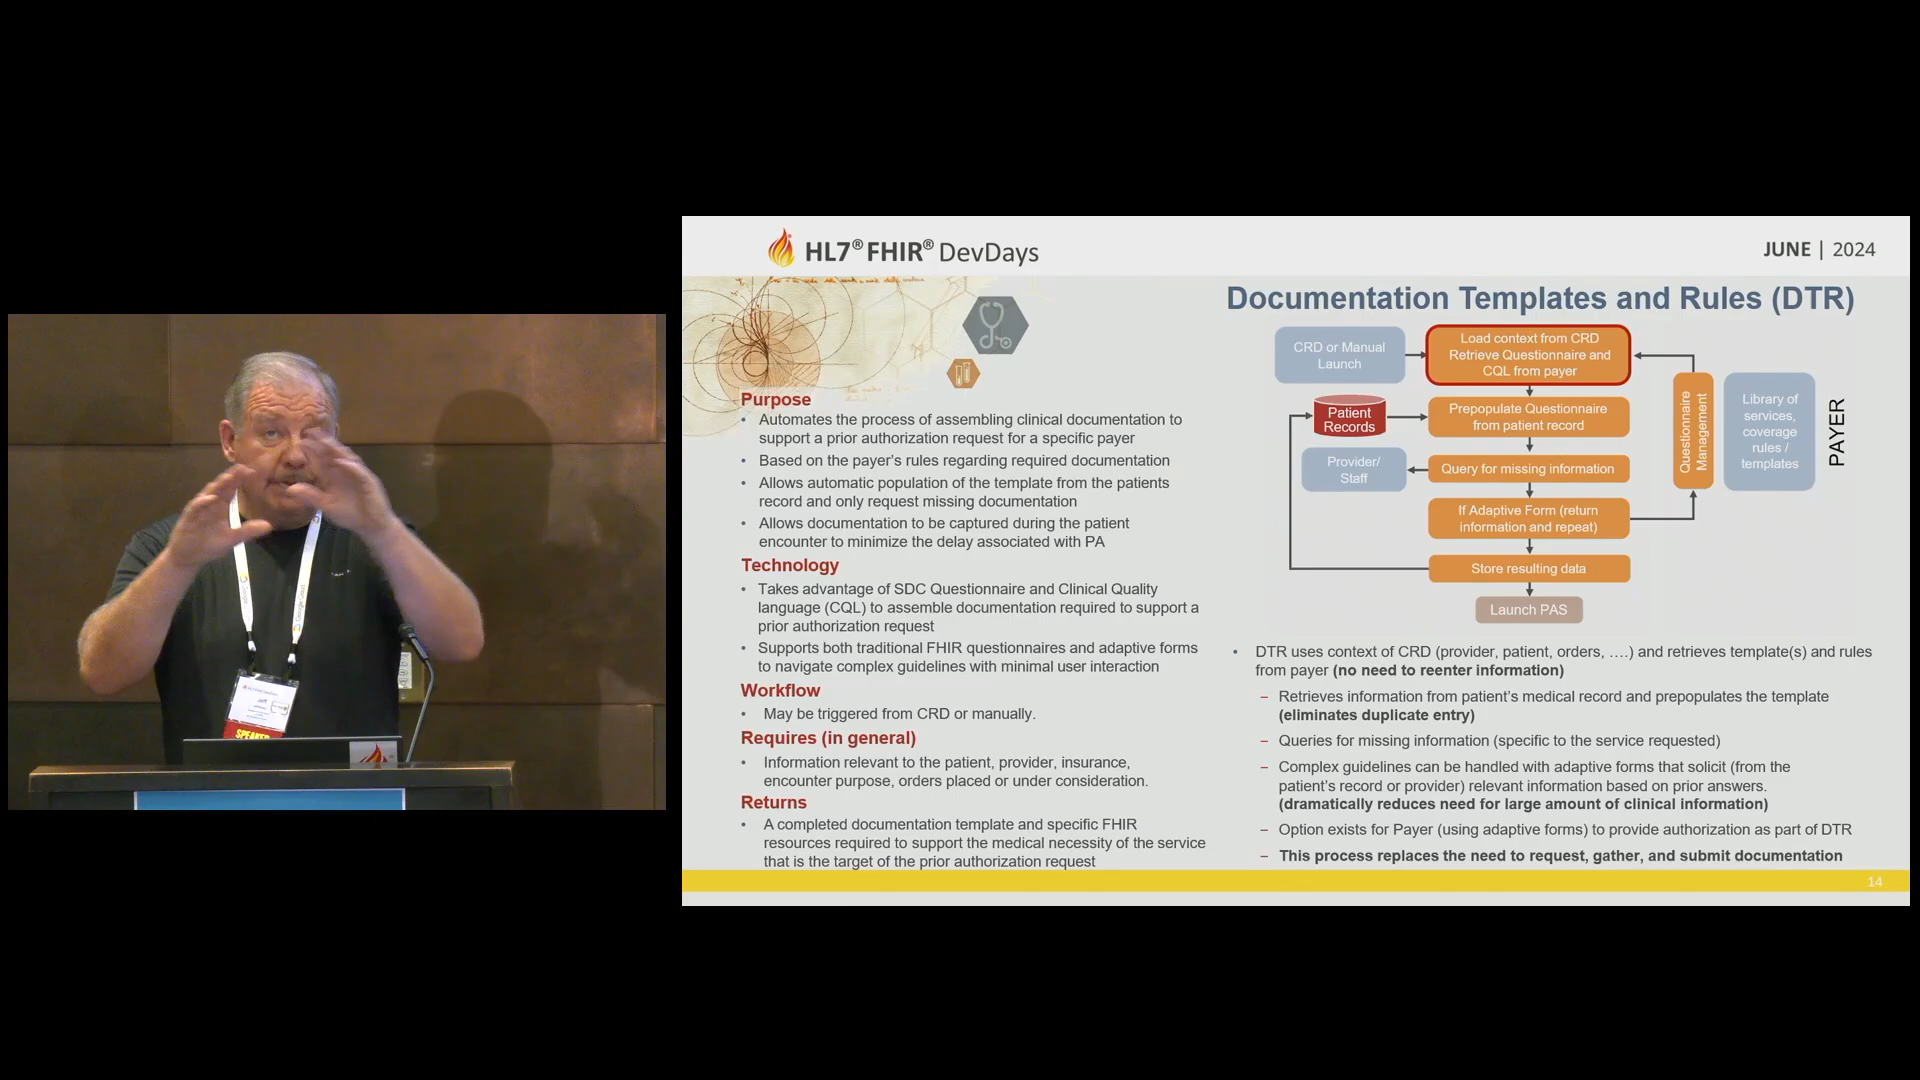 HL7® FHIR® DevDays
JUNE | 2024
Documentation Templates and Rules (DTR)
Purpose
• Automates the process of assembling clinical documentation to
support a prior authorization request for a specific payer
• Based on the payer's rules regarding required documentation
• Allows automatic population of the template from the patients
record and only request missing documentation
• Allows documentation to be captured during the patient
encounter to minimize the delay associated with PA
Technology
• Takes advantage of SDC Questionnaire and Clinical Quality
language (CQL) to assemble documentation required to support a
prior authorization request
• Supports both traditional FHIR questionnaires and adaptive forms
to navigate complex guidelines with minimal user interaction
Workflow
• May be triggered from CRD or manually.
Requires (in general)
• Information relevant to the patient, provider, insurance,
encounter purpose, orders placed or under consideration.
Returns
• A completed documentation template and specific FHIR
resources required to support the medical necessity of the service
that is the target of the prior authorization request
CRD or Manual
Launch
Load context from CRD
Retrieve Questionnaire and
CQL from payer
Patient
Records
Prepopulate Questionnaire
from patient record
Provider/
Staff
Query for missing information
If Adaptive Form (return
information and repeat)
Store resulting data
Launch PAS
Questionnaire
Management
Library of
services,
coverage
rules /
templates
PAYER
• DTR uses context of CRD (provider, patient, orders, ….) and retrieves template(s) and rules
from payer (no need to reenter information)
– Retrieves information from patient's medical record and prepopulates the template
(eliminates duplicate entry)
– Queries for missing information (specific to the service requested)
– Complex guidelines can be handled with adaptive forms that solicit (from the
patient's record or provider) relevant information based on prior answers.
(dramatically reduces need for large amount of clinical information)
– Option exists for Payer (using adaptive forms) to provide authorization as part of DTR
– This process replaces the need to request, gather, and submit documentation
14
SPEAKER